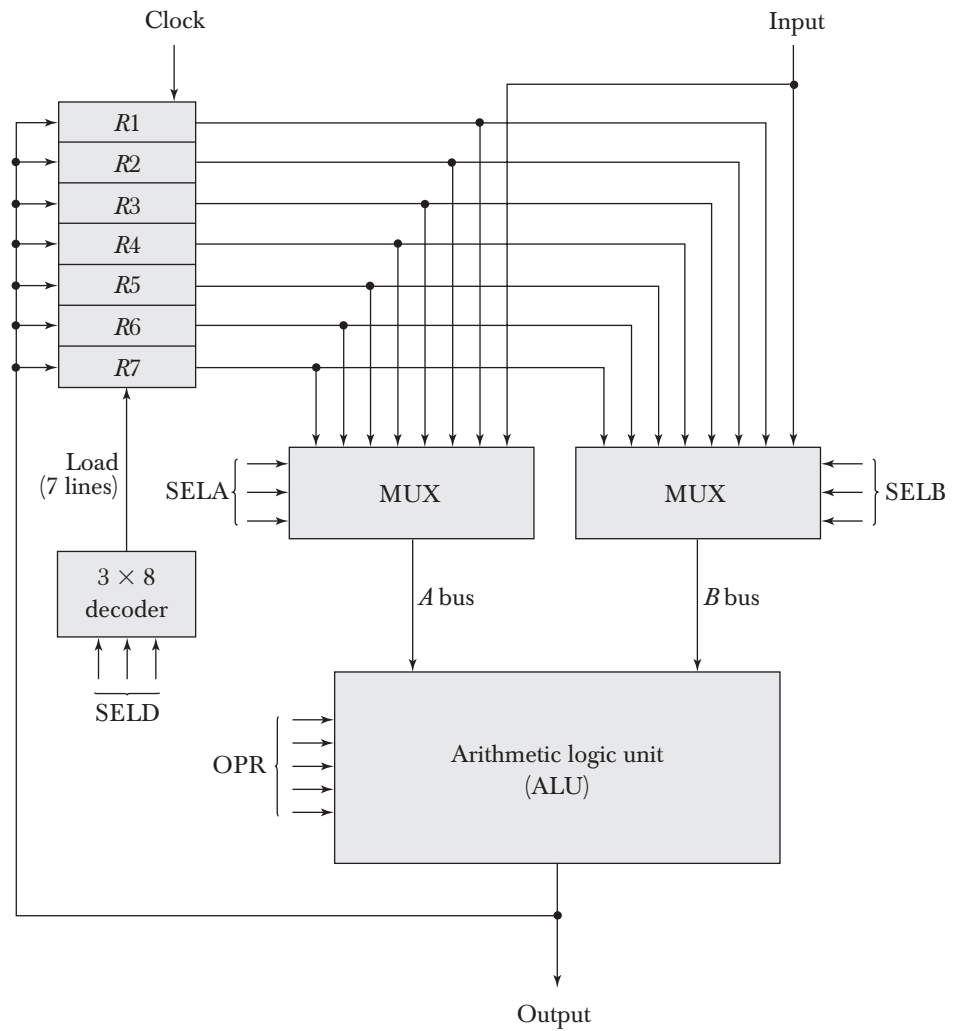 Clock
Input
R1
R2
R3
R4
R5
R6
R7
Load
(7 lines)
SELA
MUX
MUX
SELB
3 × 8
decoder
A bus
B bus
SELD
OPR
Arithmetic logic unit
(ALU)
Output